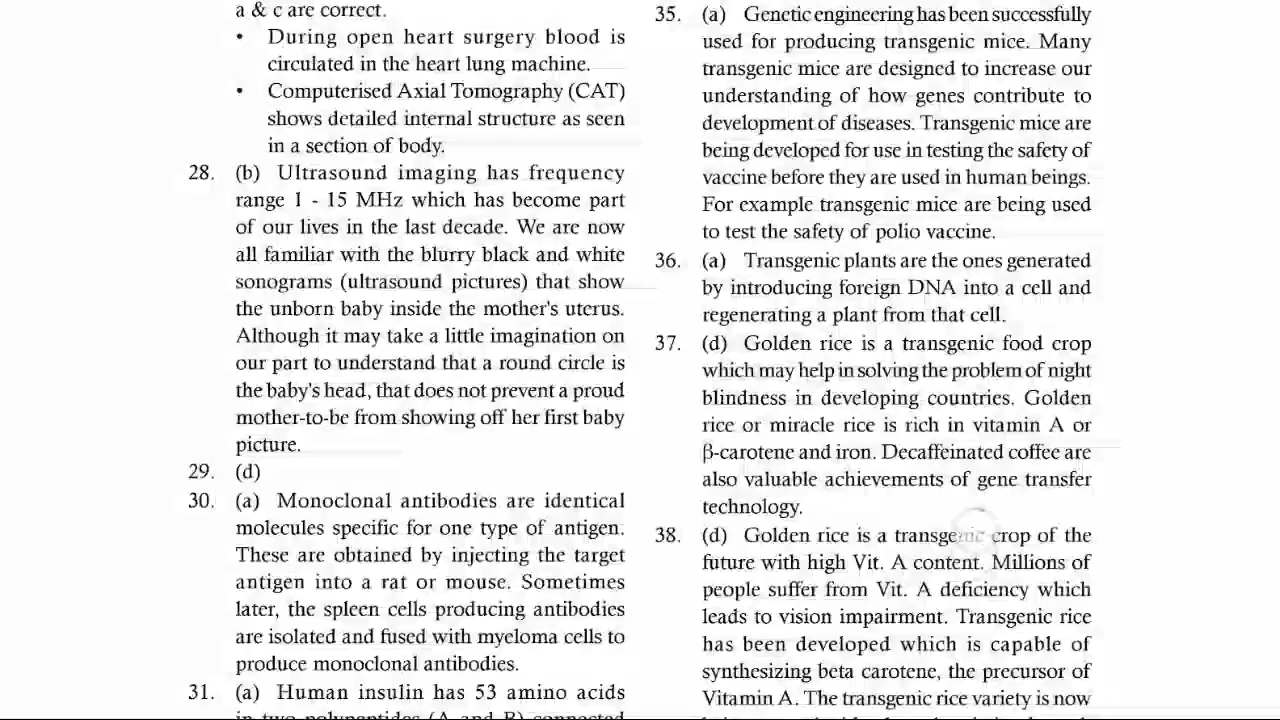 a & c are correct.
• During open heart surgery blood is
circulated in the heart lung machine.
• Computerised Axial Tomography (CAT)
shows detailed internal structure as seen
in a section of body.
28. (b) Ultrasound imaging has frequency
range 1 - 15 MHz which has become part
of our lives in the last decade. We are now
all familiar with the blurry black and white
sonograms (ultrasound pictures) that show
the unborn baby inside the mother's uterus.
Although it may take a little imagination on
our part to understand that a round circle is
the baby's head, that does not prevent a proud
mother-to-be from showing off her first baby
picture.
29. (d)
30. (a) Monoclonal antibodies are identical
molecules specific for one type of antigen.
These are obtained by injecting the target
antigen into a rat or mouse. Sometimes
later, the spleen cells producing antibodies
are isolated and fused with myeloma cells to
produce monoclonal antibodies.
31. (a) Human insulin has 53 amino acids
in two polypeptides (A and B) connected
35. (a) Genetic engineering has been successfully
used for producing transgenic mice. Many
transgenic mice are designed to increase our
understanding of how genes contribute to
development of diseases. Transgenic mice are
being developed for use in testing the safety of
vaccine before they are used in human beings.
For example transgenic mice are being used
to test the safety of polio vaccine.
36. (a) Transgenic plants are the ones generated
by introducing foreign DNA into a cell and
regenerating a plant from that cell.
37. (d) Golden rice is a transgenic food crop
which may help in solving the problem of night
blindness in developing countries. Golden
rice or miracle rice is rich in vitamin A or
β-carotene and iron. Decaffeinated coffee are
also valuable achievements of gene transfer
technology.
38. (d) Golden rice is a transgenic crop of the
future with high Vit. A content. Millions of
people suffer from Vit. A deficiency which
leads to vision impairment. Transgenic rice
has been developed which is capable of
synthesizing beta carotene, the precursor of
Vitamin A. The transgenic rice variety is now